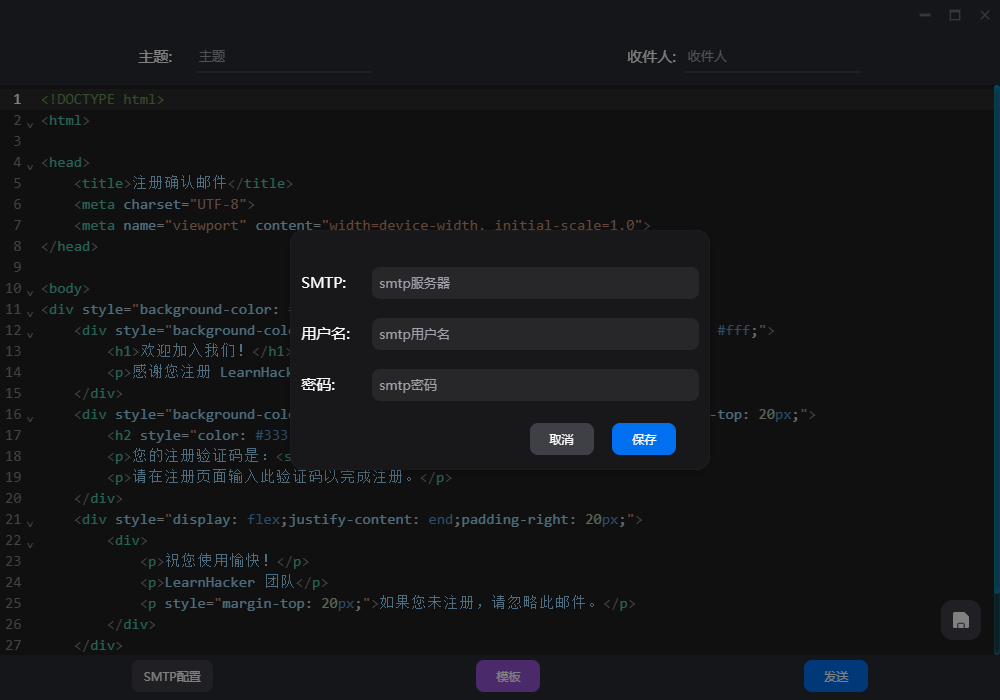 主题: 主题 收件人: 收件人
1 <!DOCTYPE html>
2 <html>
3
4 <head>
5 <title>注册确认邮件</title>
6 <meta charset="UTF-8">
7 <meta name="viewport" content="width=device-width, initial-scale=1.0">
8 </head>
9
10 <body>
11 <div style="background-color:
12 <div style="background-colo #fff;">
13 <h1>欢迎加入我们! </h1>
14 <p>感谢您注册 LearnHack
15 </div>
16 <div style="background-colo -top: 20px;">
17 <h2 style="color: #333
18 <p>您的注册验证码是: <s
19 <p>请在注册页面输入此验证码以完成注册。</p>
20 </div>
21 <div style="display: flex;justify-content: end;padding-right: 20px;">
22 <div>
23 <p>祝您使用愉快! </p>
24 <p>LearnHacker 团队</p>
25 <p style="margin-top: 20px;">如果您未注册，请忽略此邮件。</p>
26 </div>
27 </div>
SMTP: smtp服务器
用户名: smtp用户名
密码: smtp密码
取消 保存
SMTP配置 模板 发送